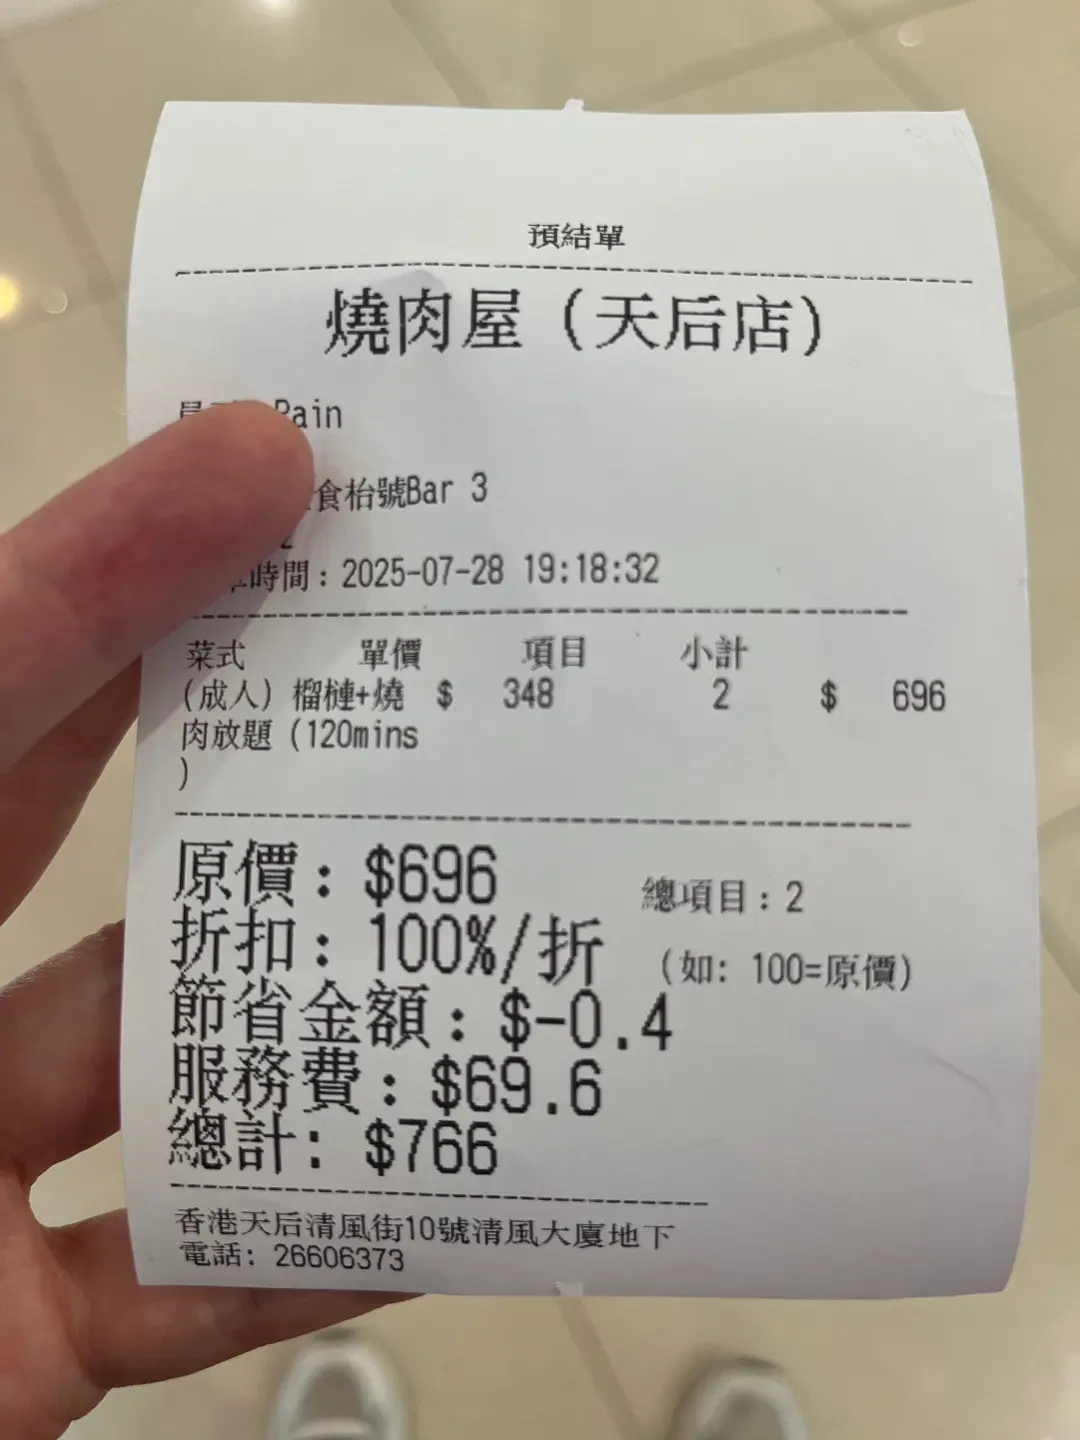 預結單
燒肉屋（天后店）
Rain
食枱號Bar 3
2
時間：2025-07-28 19:18:32
菜式 單價 項目 小計
(成人) 榴槤+燒 $ 348 2 $ 696
肉放題 (120mins
)
原價：$696
總項目：2
折扣：100%/折
(如: 100=原價)
節省金額：$-0.4
服務費：$69.6
總計：$766
香港天后清風街10號清風大廈地下
電話: 26606373